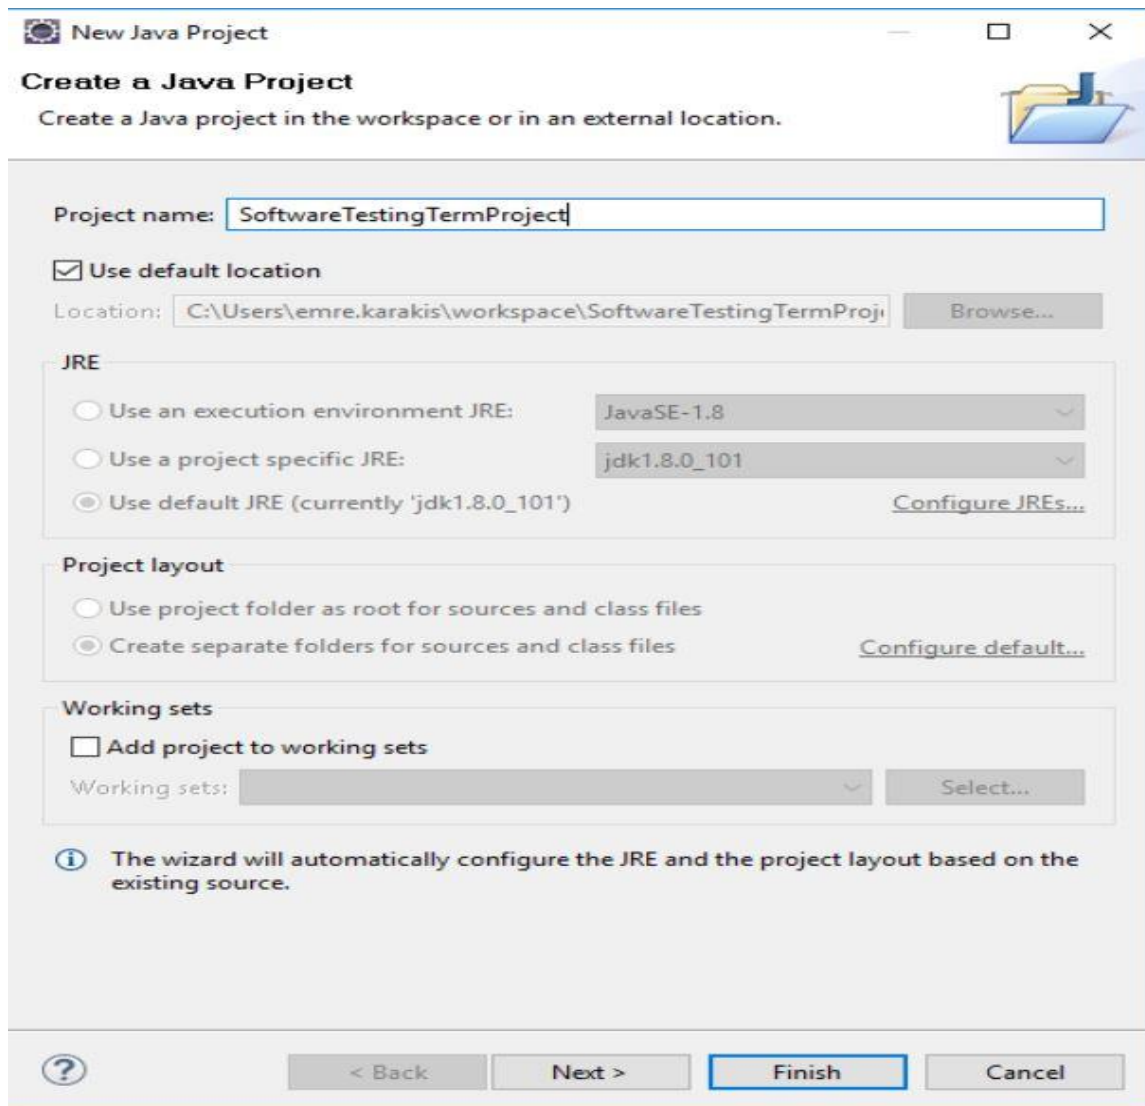 New Java Project
Create a Java Project
Create a Java project in the workspace or in an external location.
Project name: SoftwareTestingTermProject
Use default location
Location: C:\Users\emre.karakis\workspace\SoftwareTestingTermProj Browse...
JRE
Use an execution environment JRE: JavaSE-1.8
Use a project specific JRE: jdk1.8.0_101
Use default JRE (currently 'jdk1.8.0_101') Configure JREs...
Project layout
Use project folder as root for sources and class files
Create separate folders for sources and class files Configure default...
Working sets
Add project to working sets
Working sets: Select...
The wizard will automatically configure the JRE and the project layout based on the
existing source.
? < Back Next > Finish Cancel